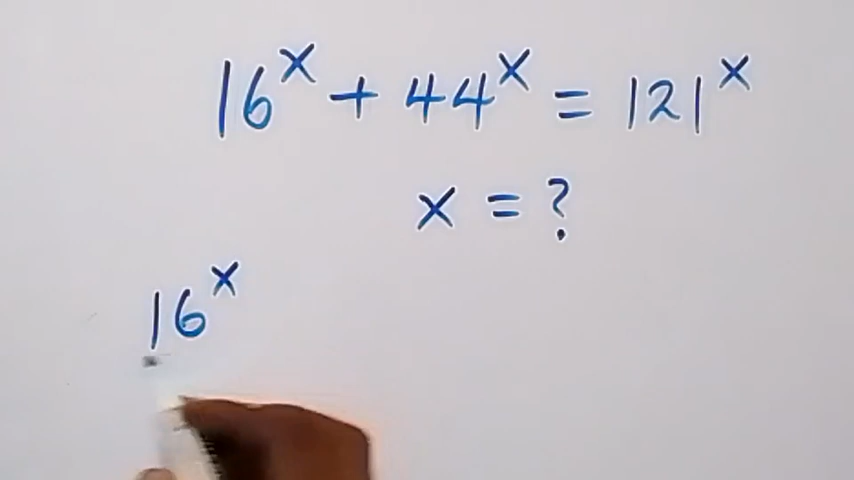 16^x + 44^x = 121^x
x = ?
16^x